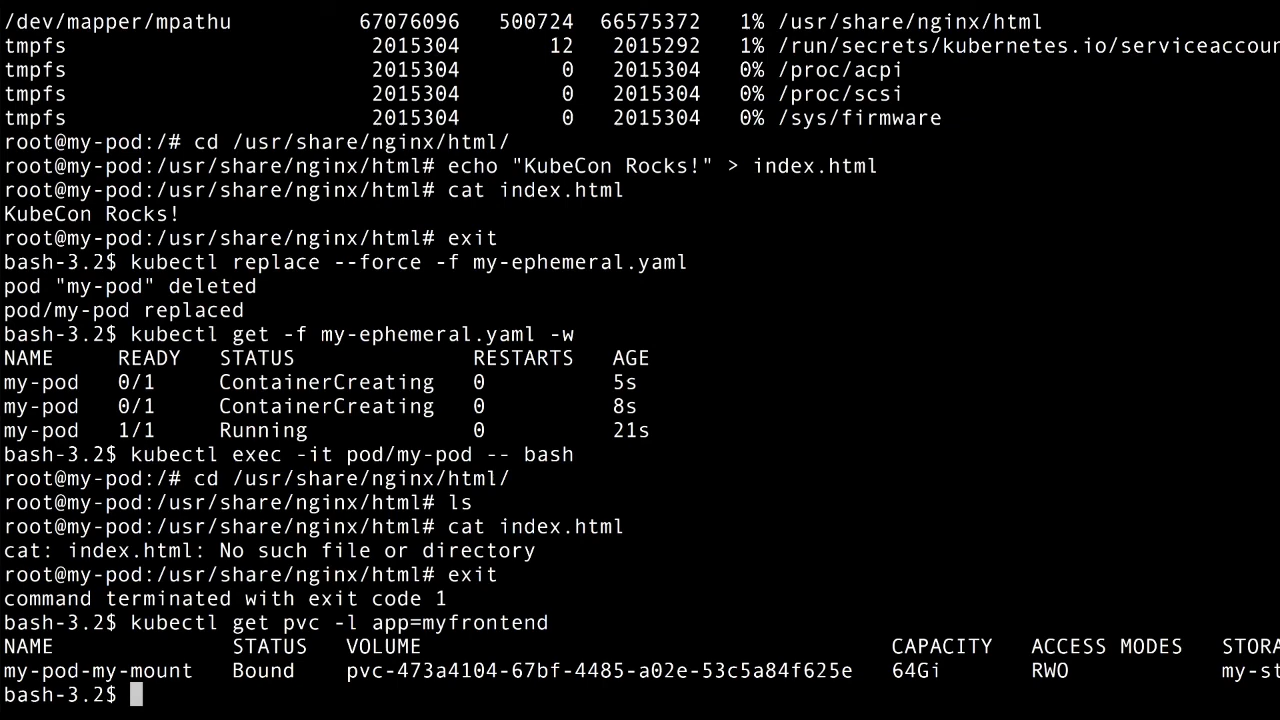 /dev/mapper/mpathu 67076096 500724 66575372 1% /usr/share/nginx/html
tmpfs 2015304 12 2015292 1% /run/secrets/kubernetes.io/serviceaccoun
tmpfs 2015304 0 2015304 0% /proc/acpi
tmpfs 2015304 0 2015304 0% /proc/scsi
tmpfs 2015304 0 2015304 0% /sys/firmware
root@my-pod:/# cd /usr/share/nginx/html/
root@my-pod:/usr/share/nginx/html# echo "KubeCon Rocks!" > index.html
root@my-pod:/usr/share/nginx/html# cat index.html
KubeCon Rocks!
root@my-pod:/usr/share/nginx/html# exit
bash-3.2$ kubectl replace --force -f my-ephemeral.yaml
pod "my-pod" deleted
pod/my-pod replaced
bash-3.2$ kubectl get -f my-ephemeral.yaml -w
NAME READY STATUS RESTARTS AGE
my-pod 0/1 ContainerCreating 0 5s
my-pod 0/1 ContainerCreating 0 8s
my-pod 1/1 Running 0 21s
bash-3.2$ kubectl exec -it pod/my-pod -- bash
root@my-pod:/# cd /usr/share/nginx/html/
root@my-pod:/usr/share/nginx/html# ls
root@my-pod:/usr/share/nginx/html# cat index.html
cat: index.html: No such file or directory
root@my-pod:/usr/share/nginx/html# exit
command terminated with exit code 1
bash-3.2$ kubectl get pvc -l app=myfrontend
NAME STATUS VOLUME CAPACITY ACCESS MODES STORA
my-pod-my-mount Bound pvc-473a4104-67bf-4485-a02e-53c5a84f625e 64Gi RWO my-st
bash-3.2$